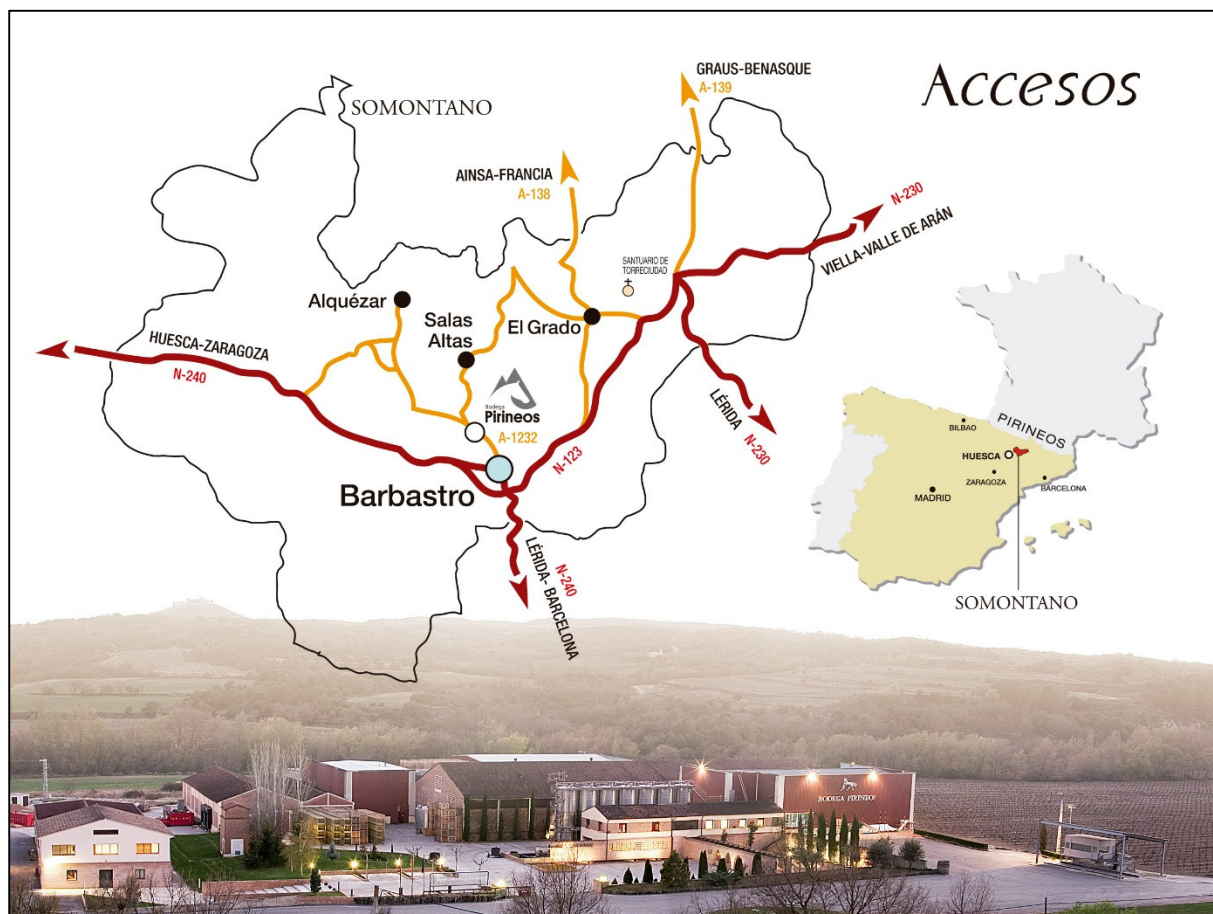 Accesos
SOMONTANO
GRAUS-BENASQUE
A-139
AINSA-FRANCIA
A-138
N-230
VIELLA-VALLE DE ARÁN
SANTUARIO DE
TORRECIUDAD
Alquézar
Salas
Altas
El Grado
HUESCA-ZARAGOZA
N-240
Bodega
Pirineos
A-1232
N-123
LÉRIDA
N-230
Barbastro
N-240
LÉRIDA- BARCELONA
PIRINEOS
BILBAO
HUESCA
ZARAGOZA
BARCELONA
MADRID
SOMONTANO
BODEGA PIRINEOS